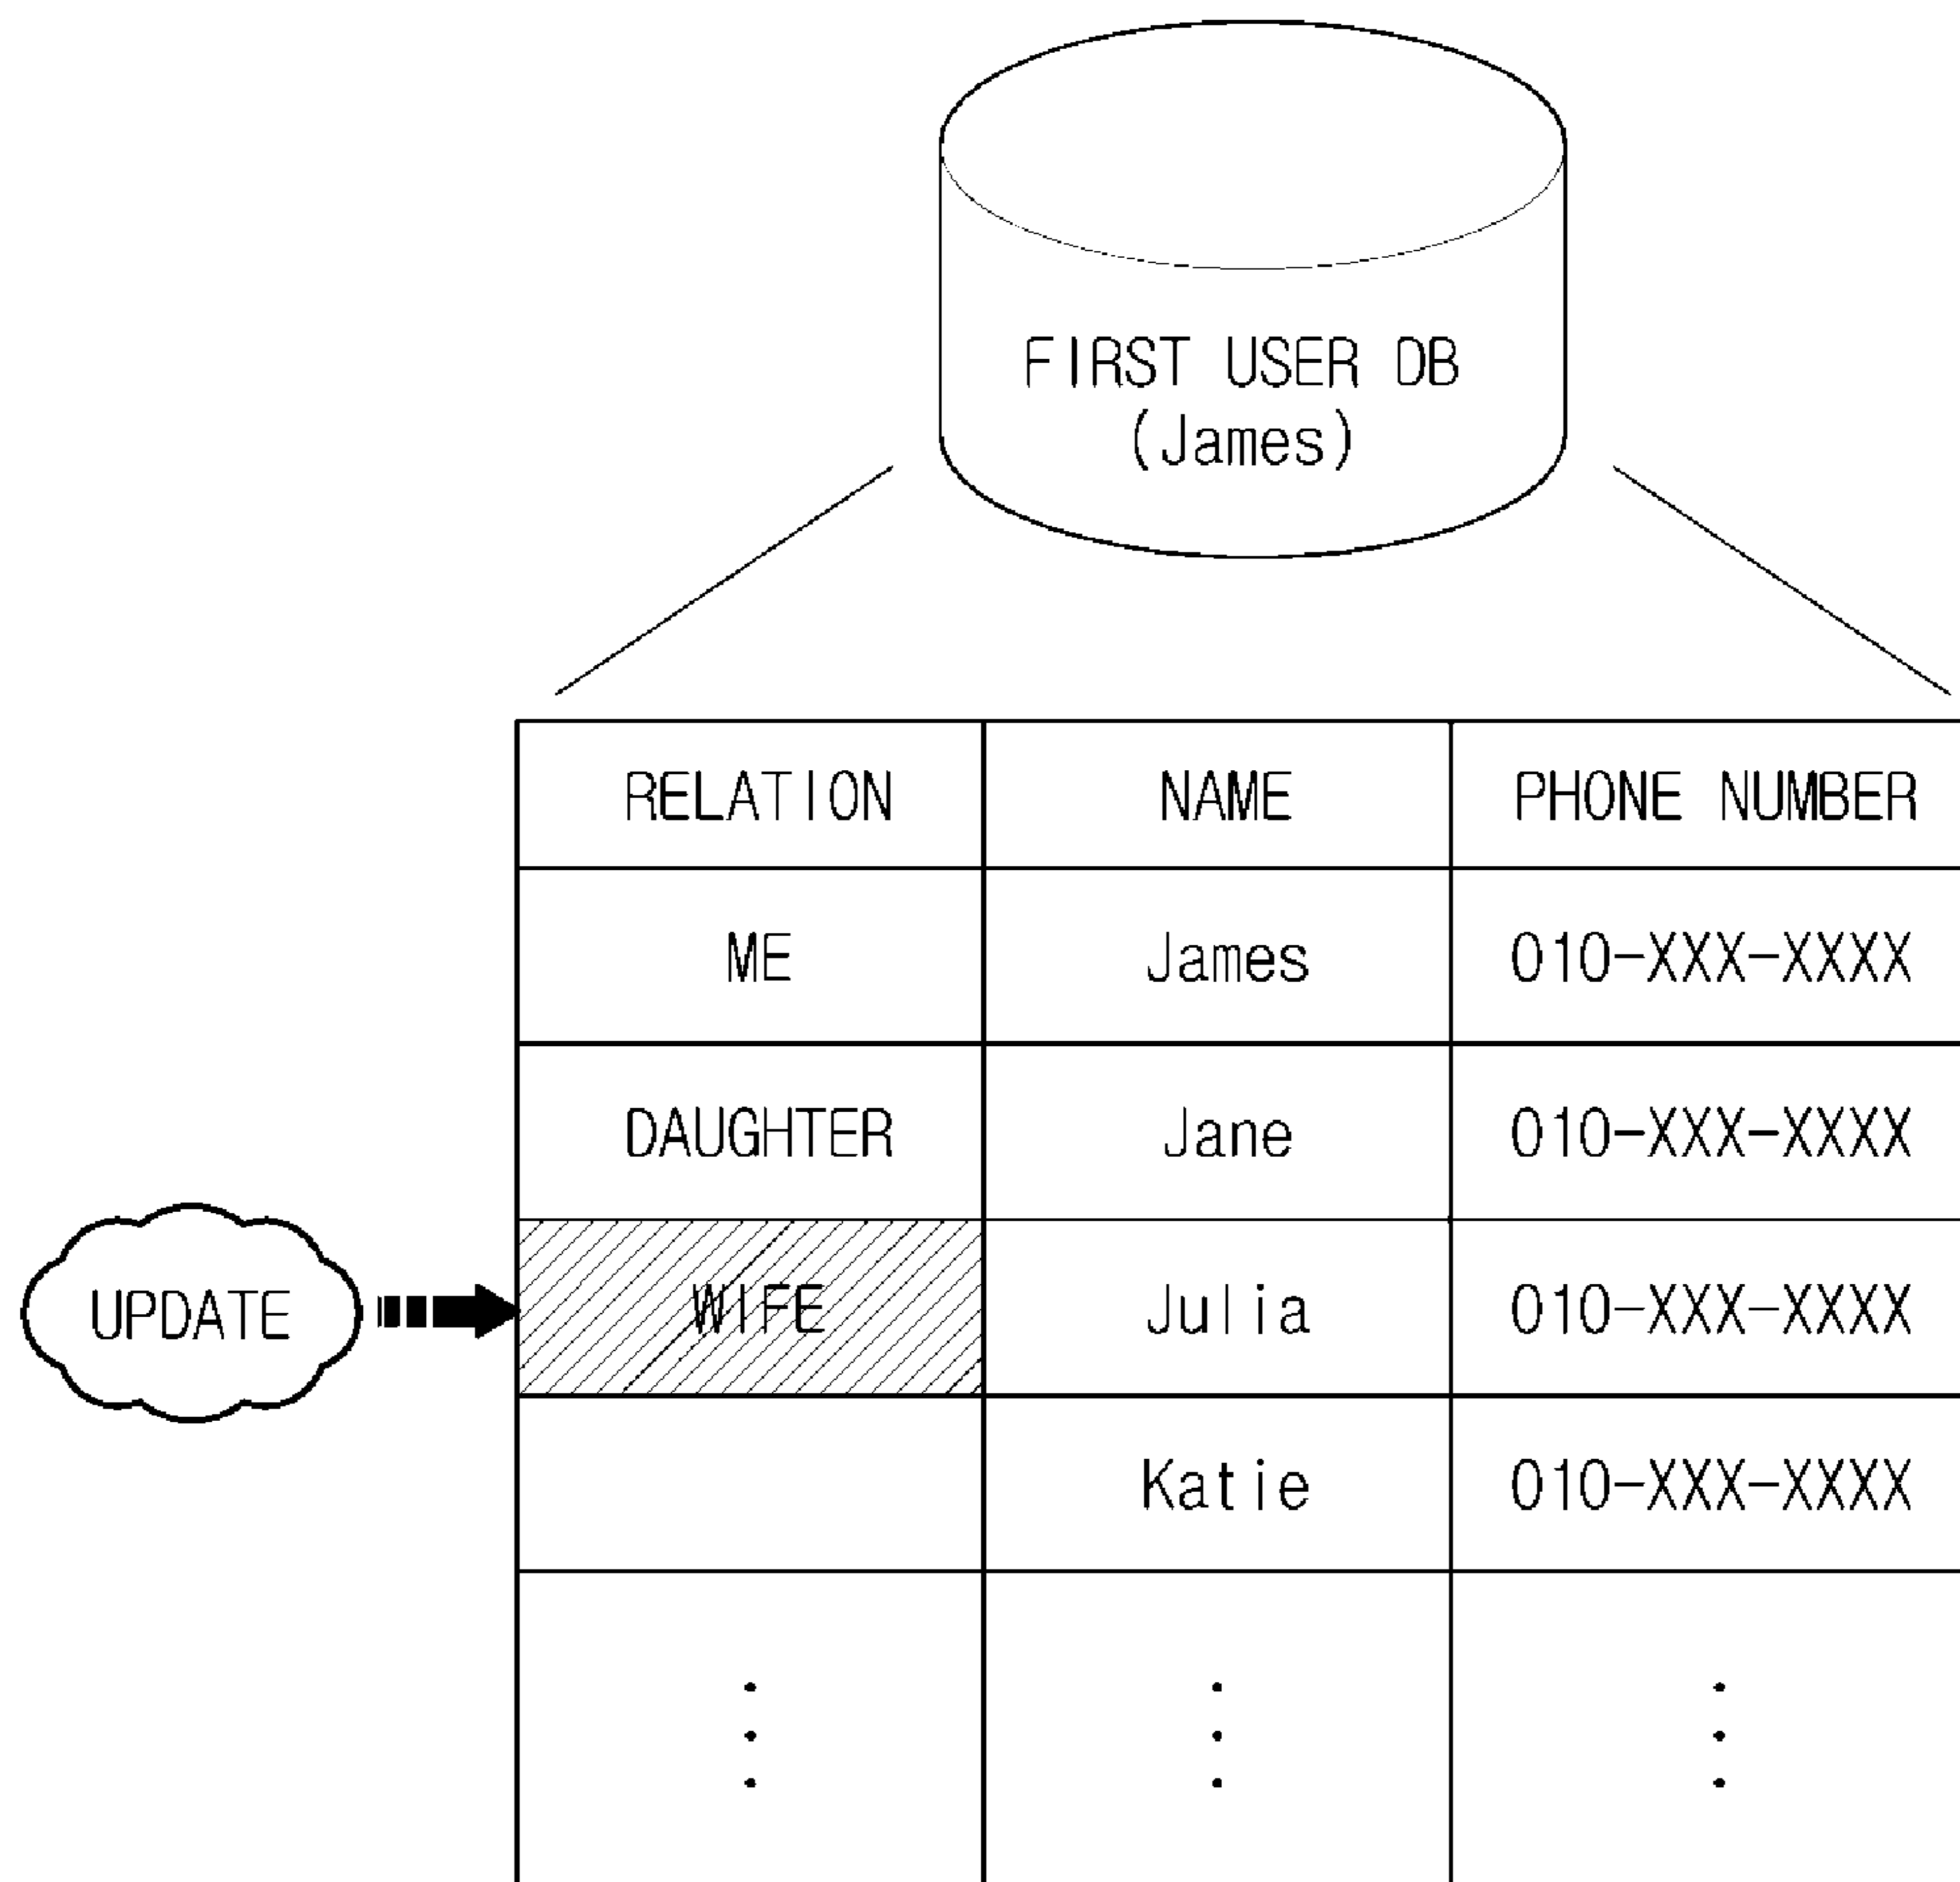 FIRST USER DB
(James)
RELATION NAME PHONE NUMBER
ME James 010-XXX-XXXX
DAUGHTER Jane 010-XXX-XXXX
UPDATE WIFE Julia 010-XXX-XXXX
Katie 010-XXX-XXXX